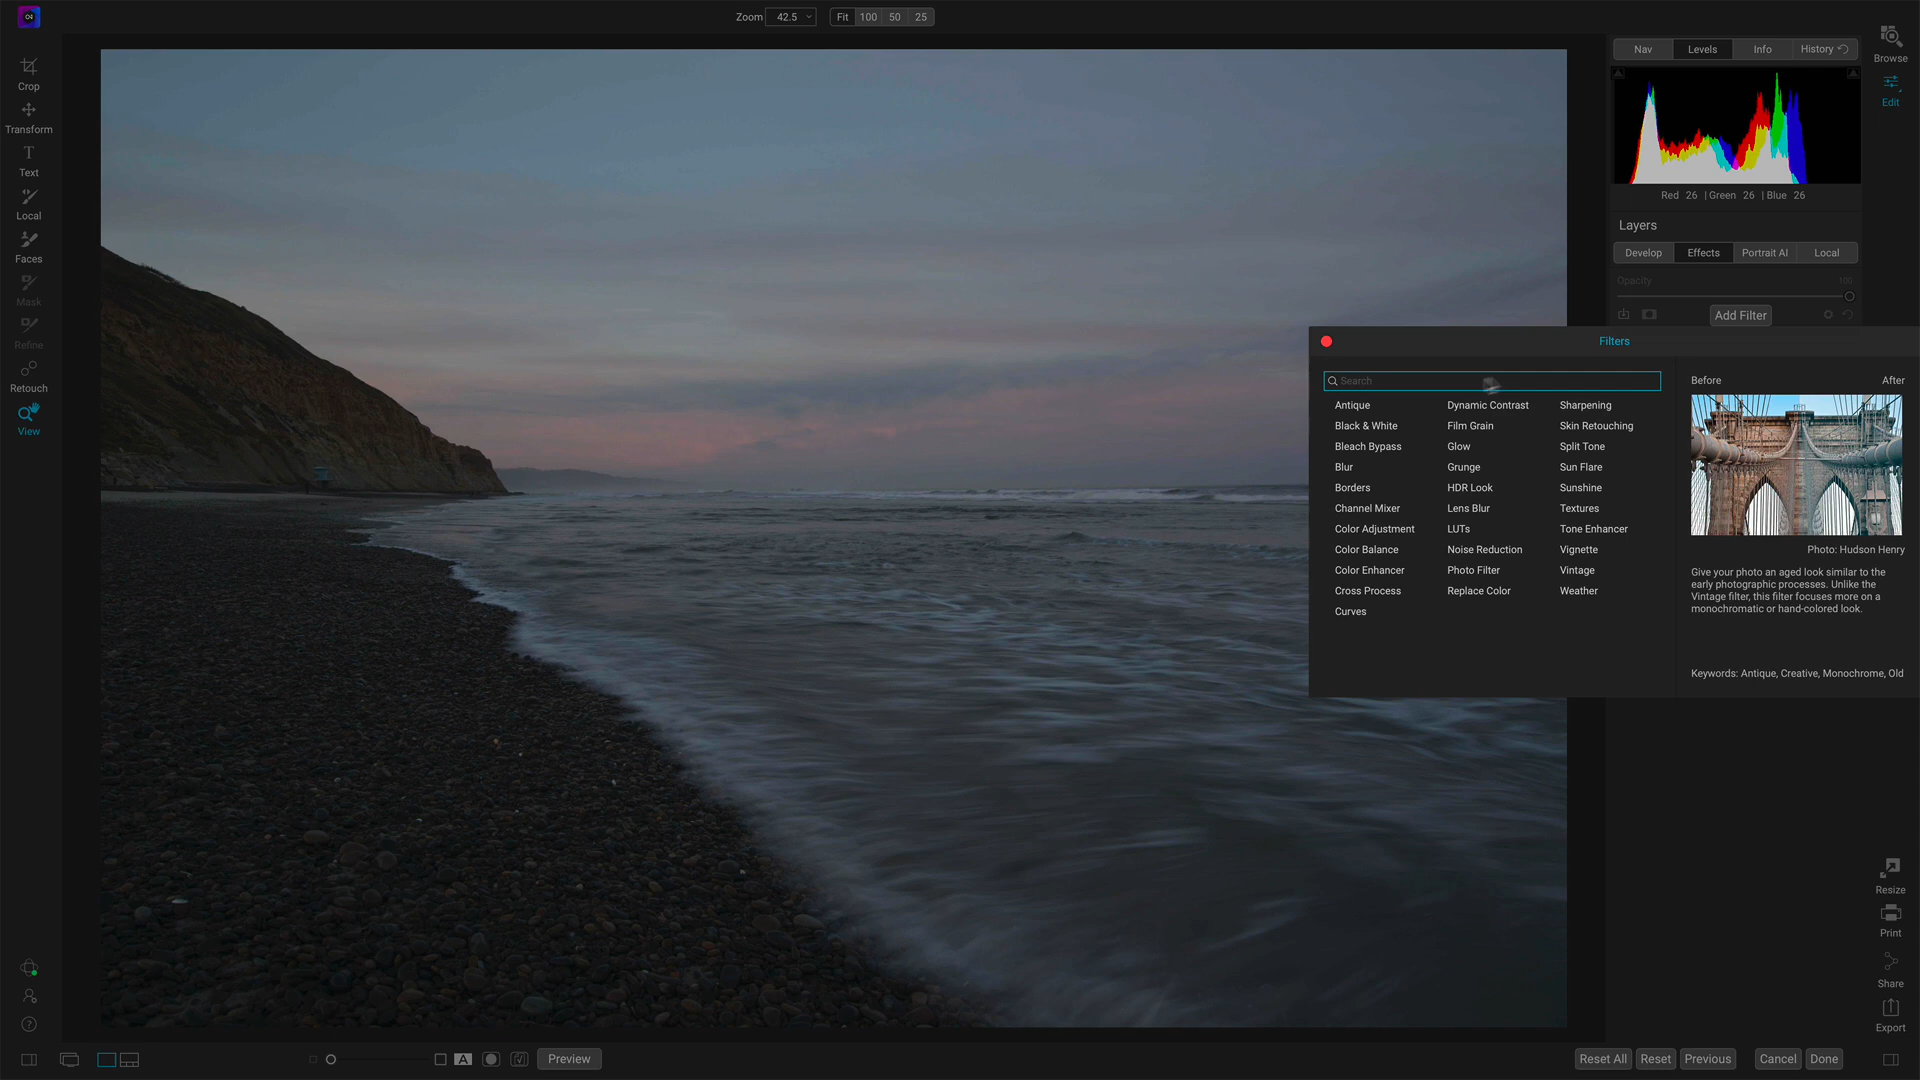 Zoom 42.5 Fit 100 50 25
Crop
Transform
Text
Local
Faces
Mask
Refine
Retouch
View
Nav Levels Info History
Browse
Edit
Red 26 | Green 26 | Blue 26
Layers
Develop Effects Portrait AI Local
Opacity 100
Add Filter
Filters
Search
Antique
Black & White
Bleach Bypass
Blur
Borders
Channel Mixer
Color Adjustment
Color Balance
Color Enhancer
Cross Process
Curves
Dynamic Contrast
Film Grain
Glow
Grunge
HDR Look
Lens Blur
LUTs
Noise Reduction
Photo Filter
Replace Color
Sharpening
Skin Retouching
Split Tone
Sun Flare
Sunshine
Textures
Tone Enhancer
Vignette
Vintage
Weather
Before After
Photo: Hudson Henry
Give your photo an aged look similar to the
early photographic processes. Unlike the
Vintage filter, this filter focuses more on a
monochromatic or hand-colored look.
Keywords: Antique, Creative, Monochrome, Old
Resize
Print
Share
Export
A Preview
Reset All Reset Previous Cancel Done